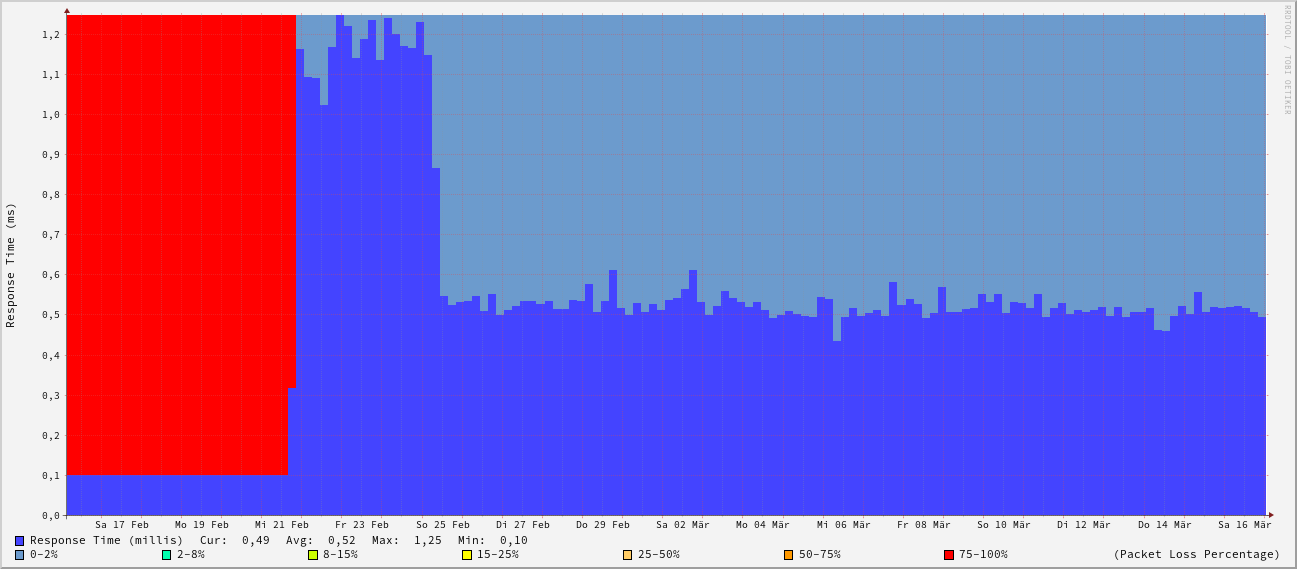 RRDTOOL / TOBI OETIKER
Response Time (ms)
1,2
1,1
1,0
0,9
0,8
0,7
0,6
0,5
0,4
0,3
0,2
0,1
0,0
Sa 17 Feb Mo 19 Feb Mi 21 Feb Fr 23 Feb So 25 Feb Di 27 Feb Do 29 Feb Sa 02 Mär Mo 04 Mär Mi 06 Mär Fr 08 Mär So 10 Mär Di 12 Mär Do 14 Mär Sa 16 Mär
Response Time (millis) Cur: 0,49 Avg: 0,52 Max: 1,25 Min: 0,10
0-2% 2-8% 8-15% 15-25% 25-50% 50-75% 75-100% (Packet Loss Percentage)